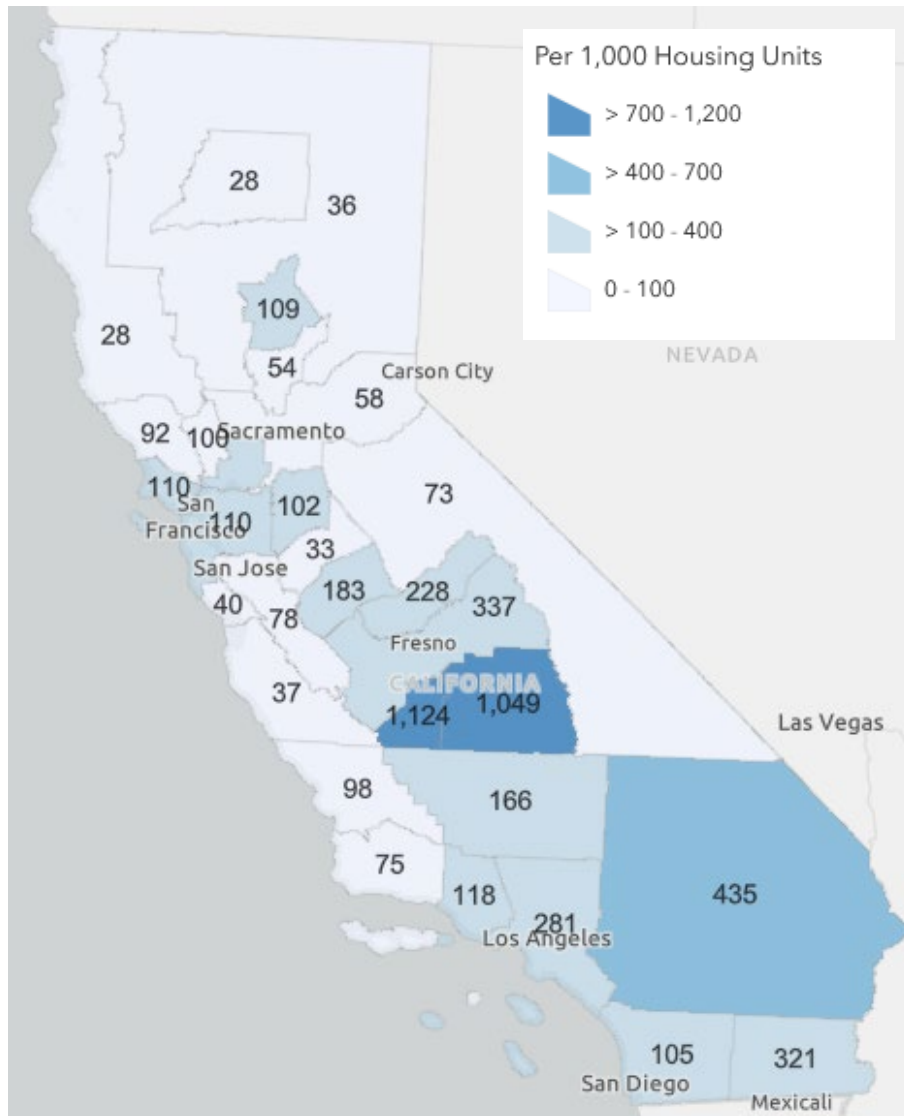 Per 1,000 Housing Units
> 700 - 1,200
> 400 - 700
> 100 - 400
0 - 100
28
36
109
28
54
NEVADA
Carson City
58
92
100
Sacramento
73
110
San
Francisco
110
102
33
San Jose
183
228
337
40
78
Fresno
CALIFORNIA
37
1,124
1,049
Las Vegas
98
166
75
118
281
435
Los Angeles
105
321
San Diego
Mexicali